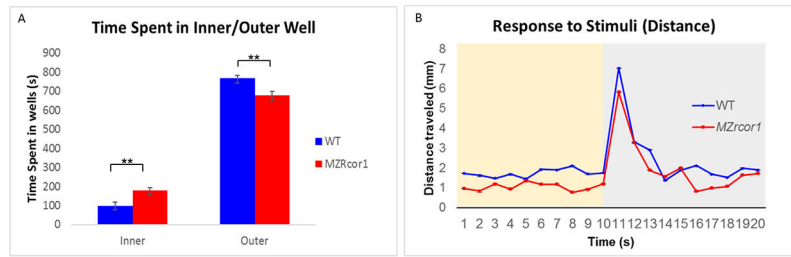 A
Time Spent in Inner/Outer Well
Time Spent in wells (s)
900
800
700
600
500
400
300
200
100
0
**
**
WT
MZRcor1
Inner
Outer
B
Response to Stimuli (Distance)
Distance traveled (mm)
8
7
6
5
4
3
2
1
0
WT
MZrcor1
1 2 3 4 5 6 7 8 9 10 11 12 13 14 15 16 17 18 19 20
Time (s)